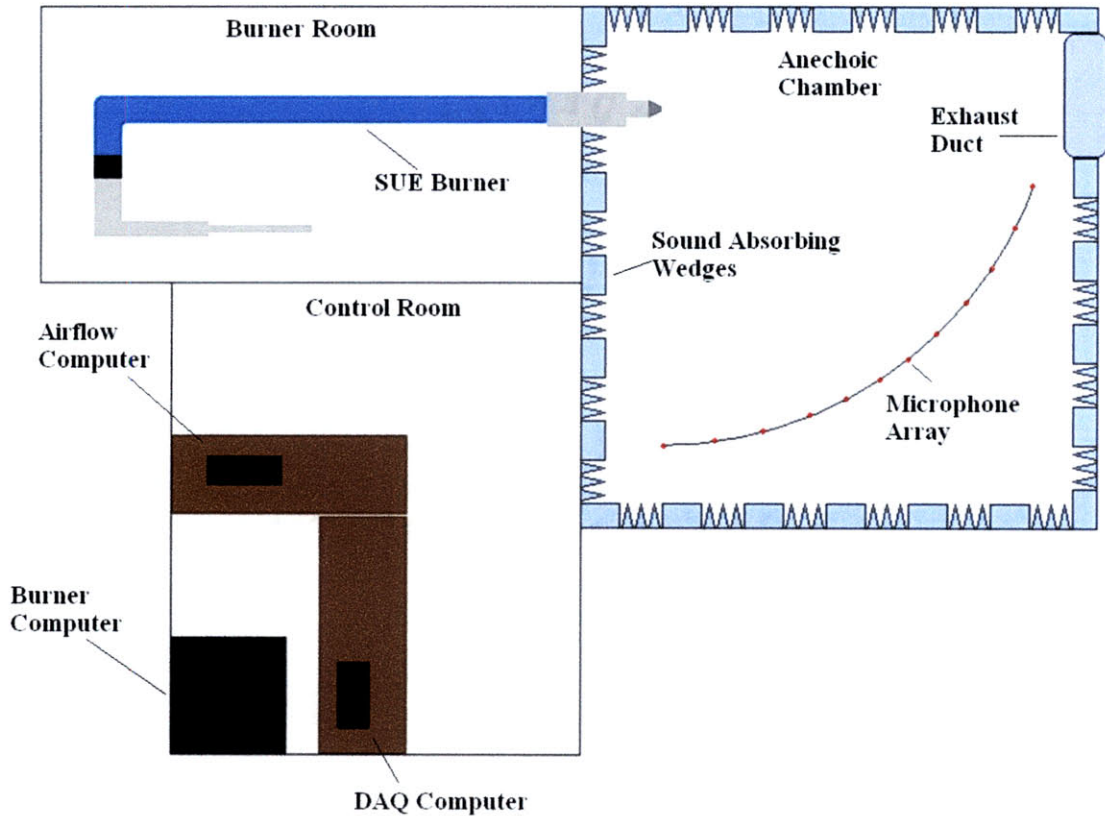 Burner Room
Anechoic
Chamber
Exhaust
Duct
SUE Burner
Sound Absorbing
Wedges
Control Room
Airflow
Computer
Microphone
Array
Burner
Computer
DAQ Computer